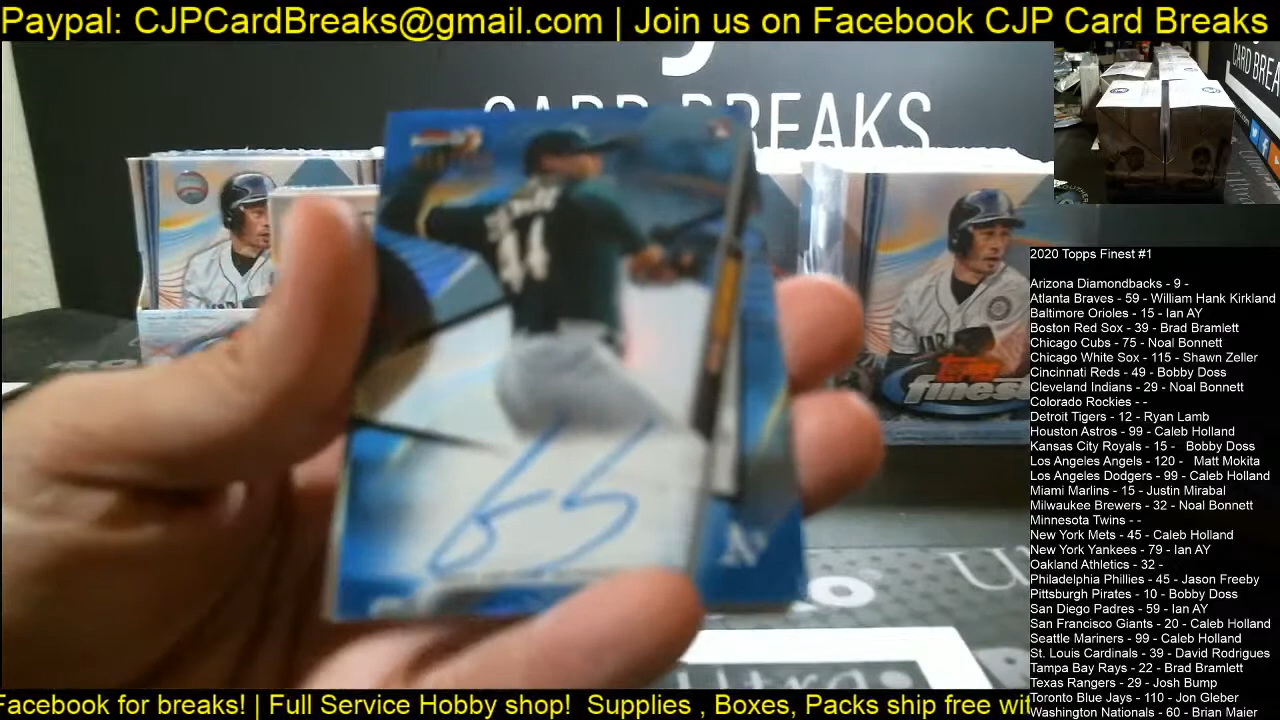 Paypal: CJPCardBreaks@gmail.com | Join us on Facebook CJP Card Breaks
CARD BREAKS
CARD BREA
44
TOPPS
finest
2020 Topps Finest #1
Arizona Diamondbacks - 9 -
Atlanta Braves - 59 - William Hank Kirkland
Baltimore Orioles - 15 - Ian AY
Boston Red Sox - 39 - Brad Bramlett
Chicago Cubs - 75 - Noal Bonnett
Chicago White Sox - 115 - Shawn Zeller
Cincinnati Reds - 49 - Bobby Doss
Cleveland Indians - 29 - Noal Bonnett
Colorado Rockies - -
Detroit Tigers - 12 - Ryan Lamb
Houston Astros - 99 - Caleb Holland
Kansas City Royals - 15 -   Bobby Doss
Los Angeles Angels - 120 -   Matt Mokita
Los Angeles Dodgers - 99 - Caleb Holland
Miami Marlins - 15 - Justin Mirabal
Milwaukee Brewers - 32 - Noal Bonnett
Minnesota Twins - -
New York Mets - 45 - Caleb Holland
New York Yankees - 79 - Ian AY
Oakland Athletics - 32 -
Philadelphia Phillies - 45 - Jason Freeby
Pittsburgh Pirates - 10 - Bobby Doss
San Diego Padres - 59 - Ian AY
San Francisco Giants - 20 - Caleb Holland
Seattle Mariners - 99 - Caleb Holland
St. Louis Cardinals - 39 - David Rodrigues
Tampa Bay Rays - 22 - Brad Bramlett
Texas Rangers - 29 - Josh Bump
Toronto Blue Jays - 110 - Jon Gleber
Washington Nationals - 60 - Brian Maier
Facebook for breaks! | Full Service Hobby shop!  Supplies , Boxes, Packs ship free wit